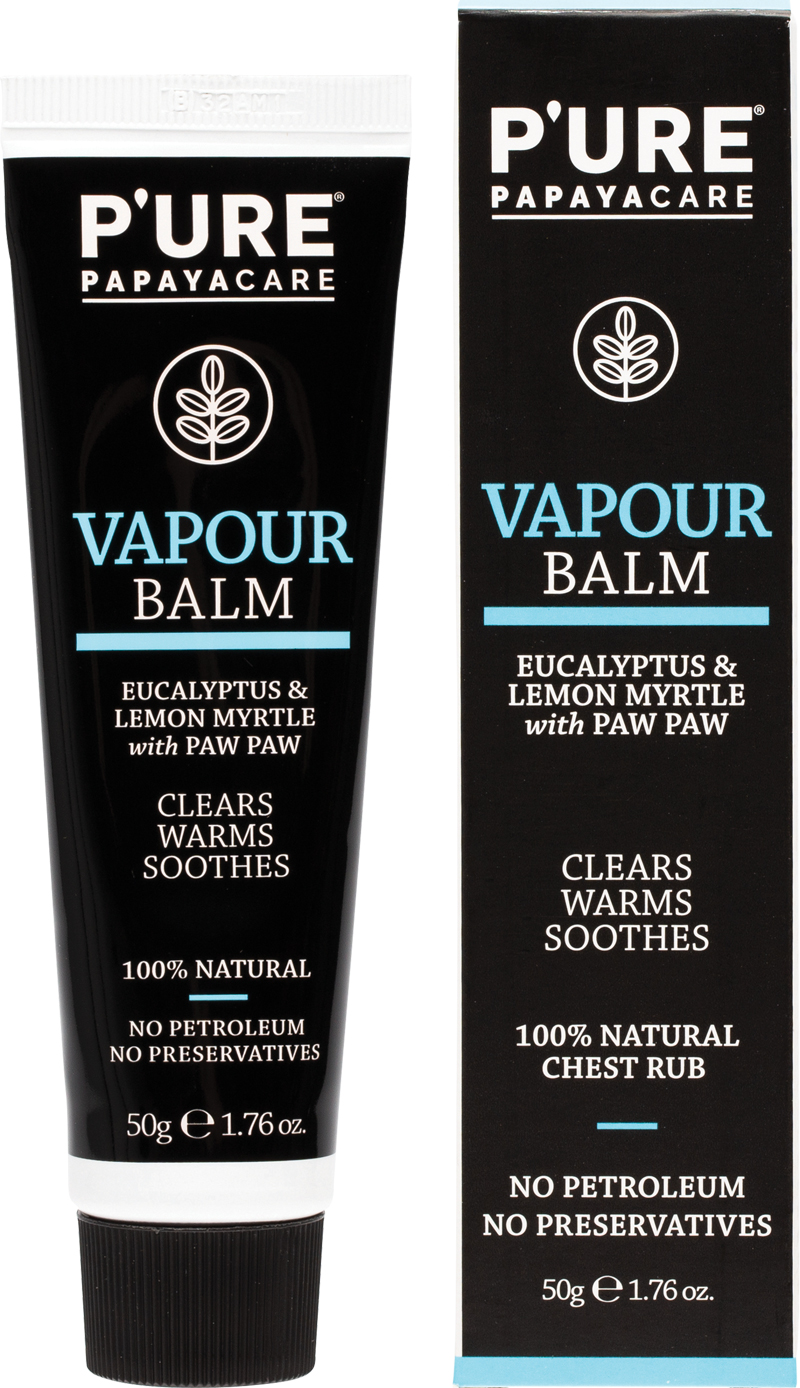 P'URE®
PAPAYACARE
VAPOUR
BALM
EUCALYPTUS &
LEMON MYRTLE
with PAW PAW
CLEARS
WARMS
SOOTHES
100% NATURAL
NO PETROLEUM
NO PRESERVATIVES
50g ℮ 1.76 oz.
P'URE®
PAPAYACARE
VAPOUR
BALM
EUCALYPTUS &
LEMON MYRTLE
with PAW PAW
CLEARS
WARMS
SOOTHES
100% NATURAL
CHEST RUB
NO PETROLEUM
NO PRESERVATIVES
50g ℮ 1.76 oz.